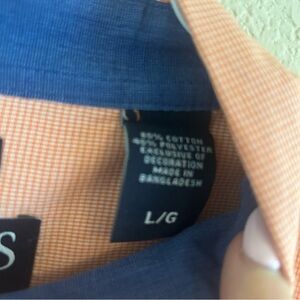 60% COTTON
40% POLYESTER
EXCLUSIVE OF
DECORATION
MADE IN
BANGLADESH
L/G
S